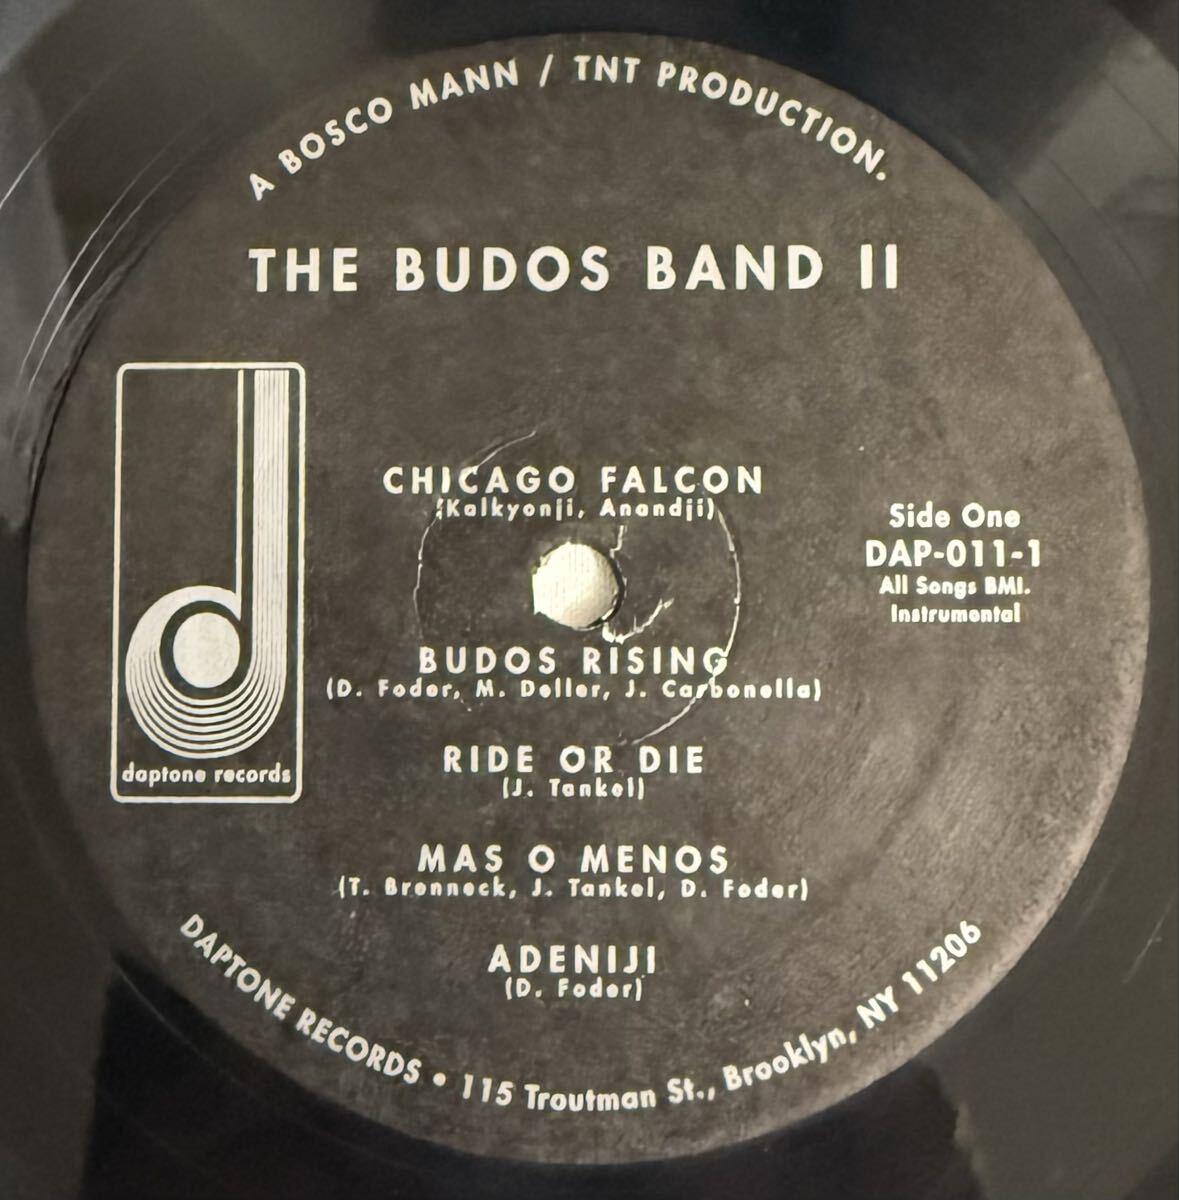 A BOSCO MANN / TNT PRODUCTION.
THE BUDOS BAND II
CHICAGO FALCON
(Kalkyonji, Anandji)
Side One
DAP-011-1
All Songs BMI.
Instrumental
BUDOS RISING
(D. Foder, M. Deller, J. Carbonella)
daptone records
RIDE OR DIE
(J. Tankel)
MAS O MENOS
(T. Brenneck, J. Tankel, D. Foder)
ADENIJI
(D. Foder)
DAPTONE RECORDS • 115 Troutman St., Brooklyn, NY 11206